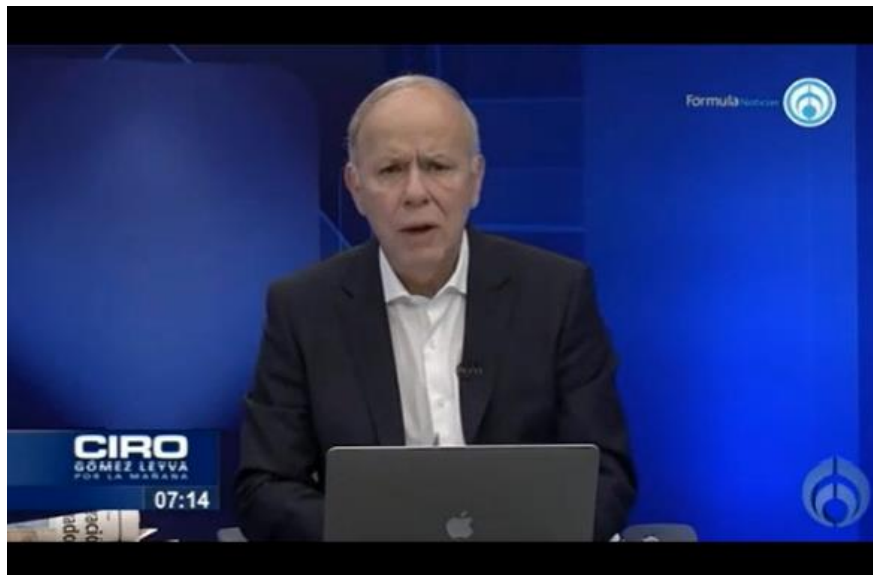 Formula Noticias
CIRO
GÓMEZ LEYVA
POR LA MAÑANA
07:14